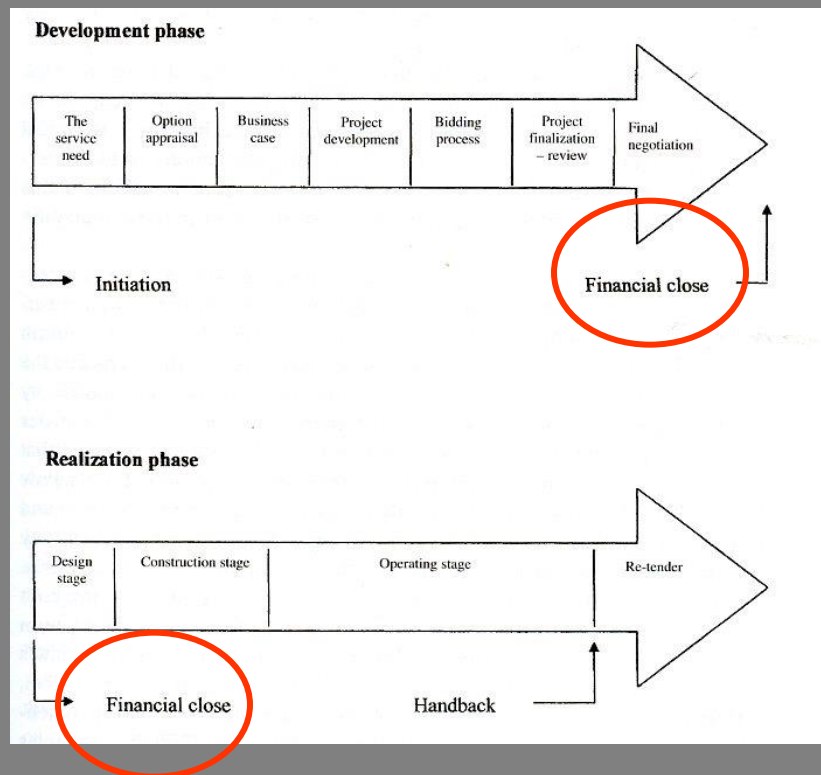 Development phase
The
service
need
Option
appraisal
Business
case
Project
development
Bidding
process
Project
finalization
– review
Final
negotiation
Initiation
Financial close
Realization phase
Design
stage
Construction stage
Operating stage
Re-tender
Financial close
Handback